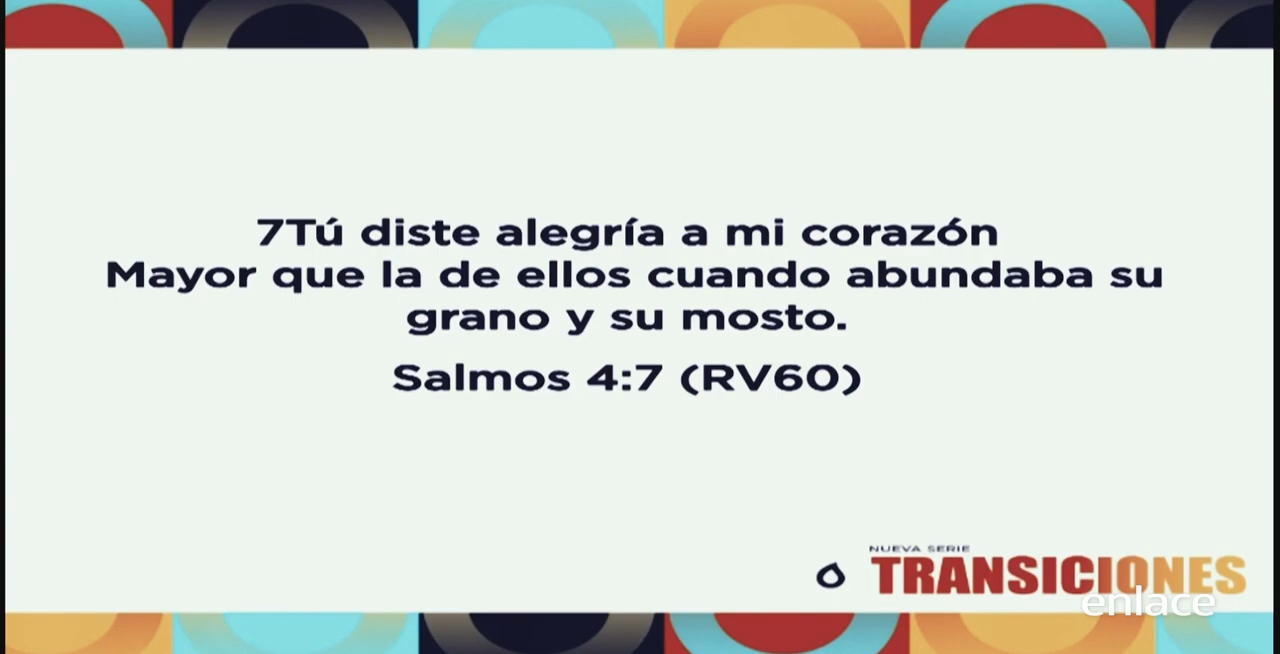 7Tú diste alegría a mi corazón
Mayor que la de ellos cuando abundaba su
grano y su mosto.
Salmos 4:7 (RV60)
NUEVA SERIE
TRANSICIONES
enlace